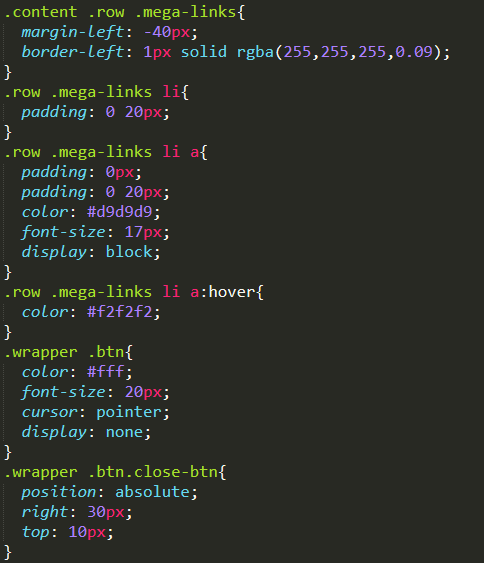 .content .row .mega-links{
  margin-left: -40px;
  border-left: 1px solid rgba(255,255,255,0.09);
}
.row .mega-links li{
  padding: 0 20px;
}
.row .mega-links li a{
  padding: 0px;
  padding: 0 20px;
  color: #d9d9d9;
  font-size: 17px;
  display: block;
}
.row .mega-links li a:hover{
  color: #f2f2f2;
}
.wrapper .btn{
  color: #fff;
  font-size: 20px;
  cursor: pointer;
  display: none;
}
.wrapper .btn.close-btn{
  position: absolute;
  right: 30px;
  top: 10px;
}